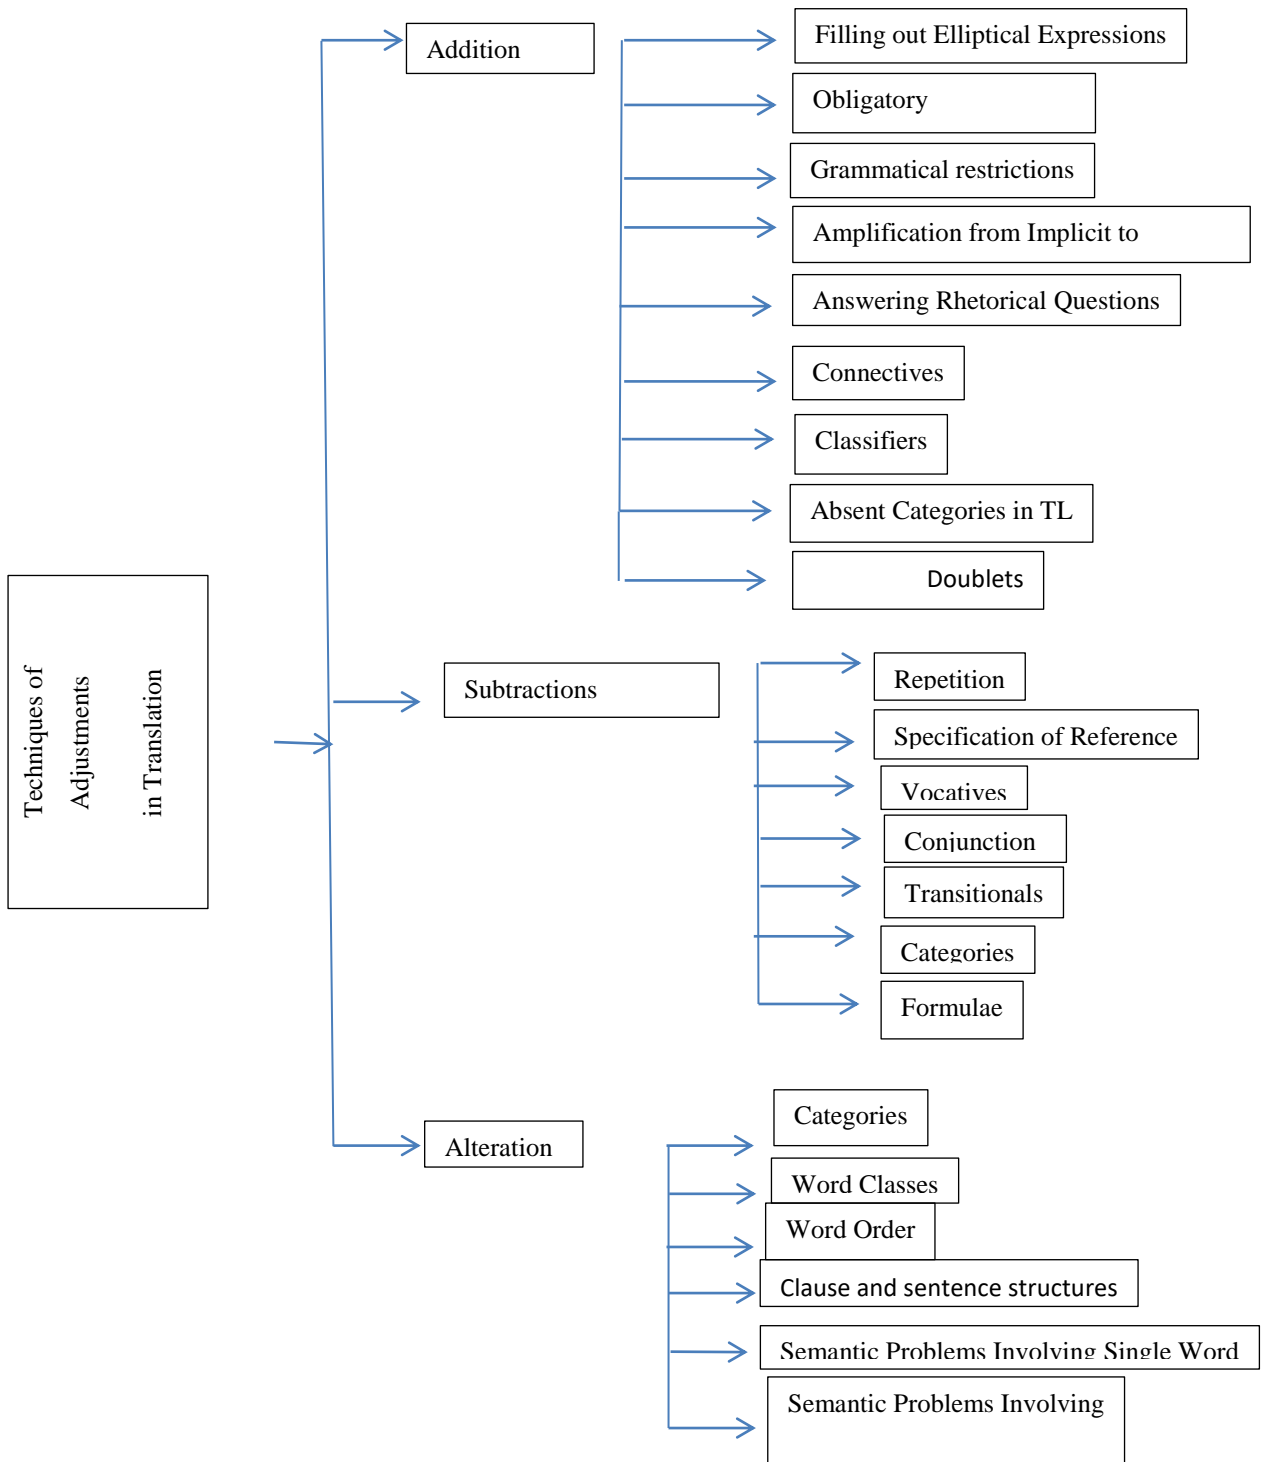 Techniques of
Adjustments
in Translation
Addition
Filling out Elliptical Expressions
Obligatory
Grammatical restrictions
Amplification from Implicit to
Answering Rhetorical Questions
Connectives
Classifiers
Absent Categories in TL
Doublets
Subtractions
Repetition
Specification of Reference
Vocatives
Conjunction
Transitionals
Categories
Formulae
Alteration
Categories
Word Classes
Word Order
Clause and sentence structures
Semantic Problems Involving Single Word
Semantic Problems Involving